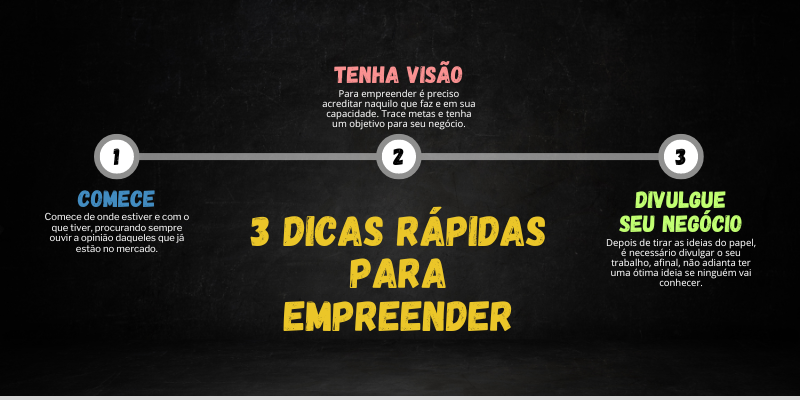 TENHA VISÃO
Para empreender é preciso
acreditar naquilo que faz e em sua
capacidade. Trace metas e tenha
um objetivo para seu negócio.
1
2
3
COMECE
Comece de onde estiver e com o
que tiver, procurando sempre
ouvir a opinião daqueles que já
estão no mercado.
3 DICAS RÁPIDAS
PARA
EMPREENDER
DIVULGUE
SEU NEGÓCIO
Depois de tirar as ideias do papel,
é necessário divulgar o seu
trabalho, afinal, não adianta ter
uma ótima ideia se ninguém vai
conhecer.